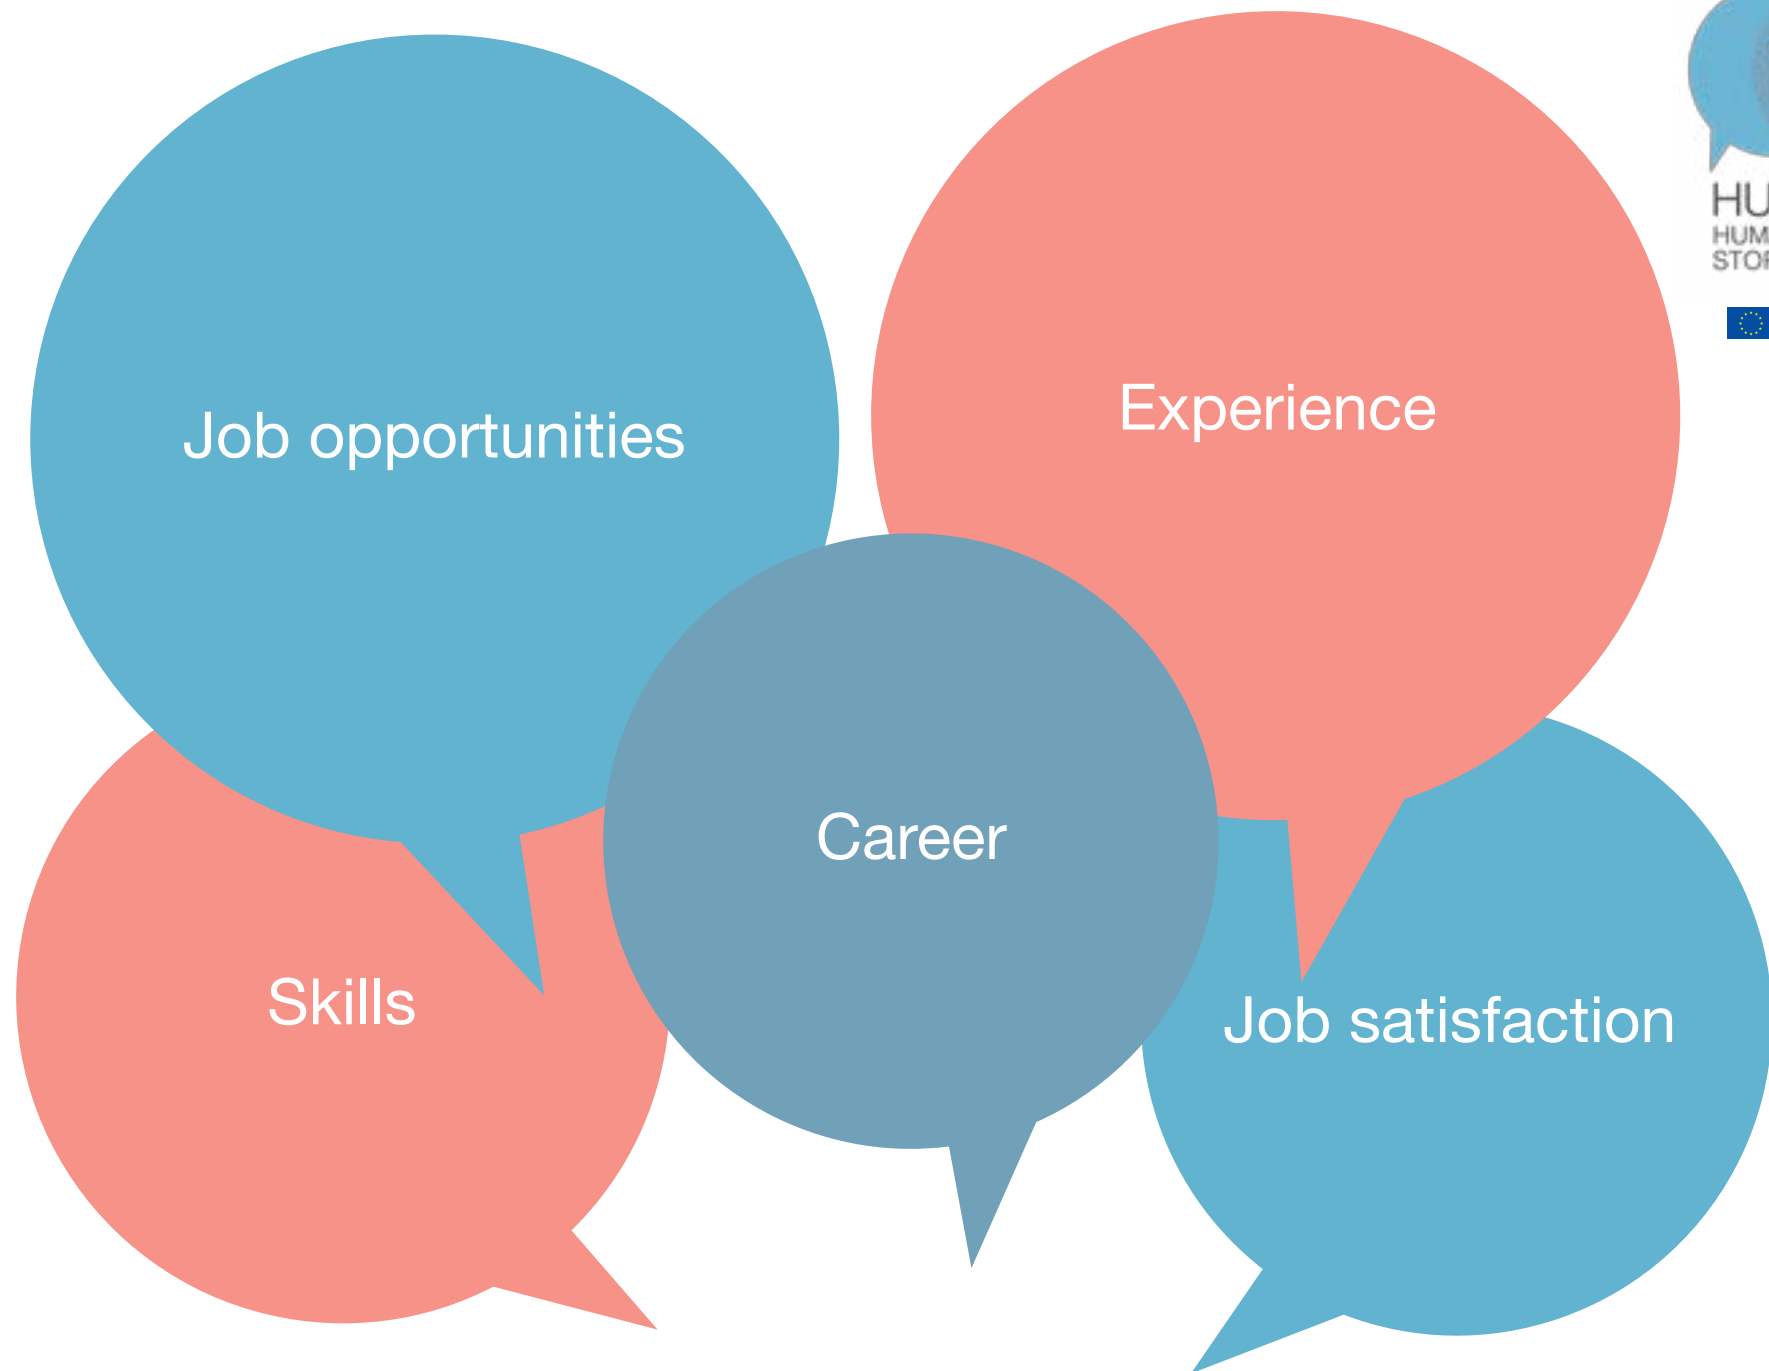 Job opportunities
Experience
Career
Skills
Job satisfaction